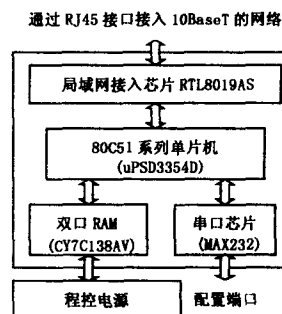 通过 RJ45 接口接入 10BaseT 的网络
局域网接入芯片 RTL8019AS
80C51 系列单片机
(uPSD3354D)
双口 RAM
(CY7C138AV)
串口芯片
(MAX232)
程控电源
配置端口